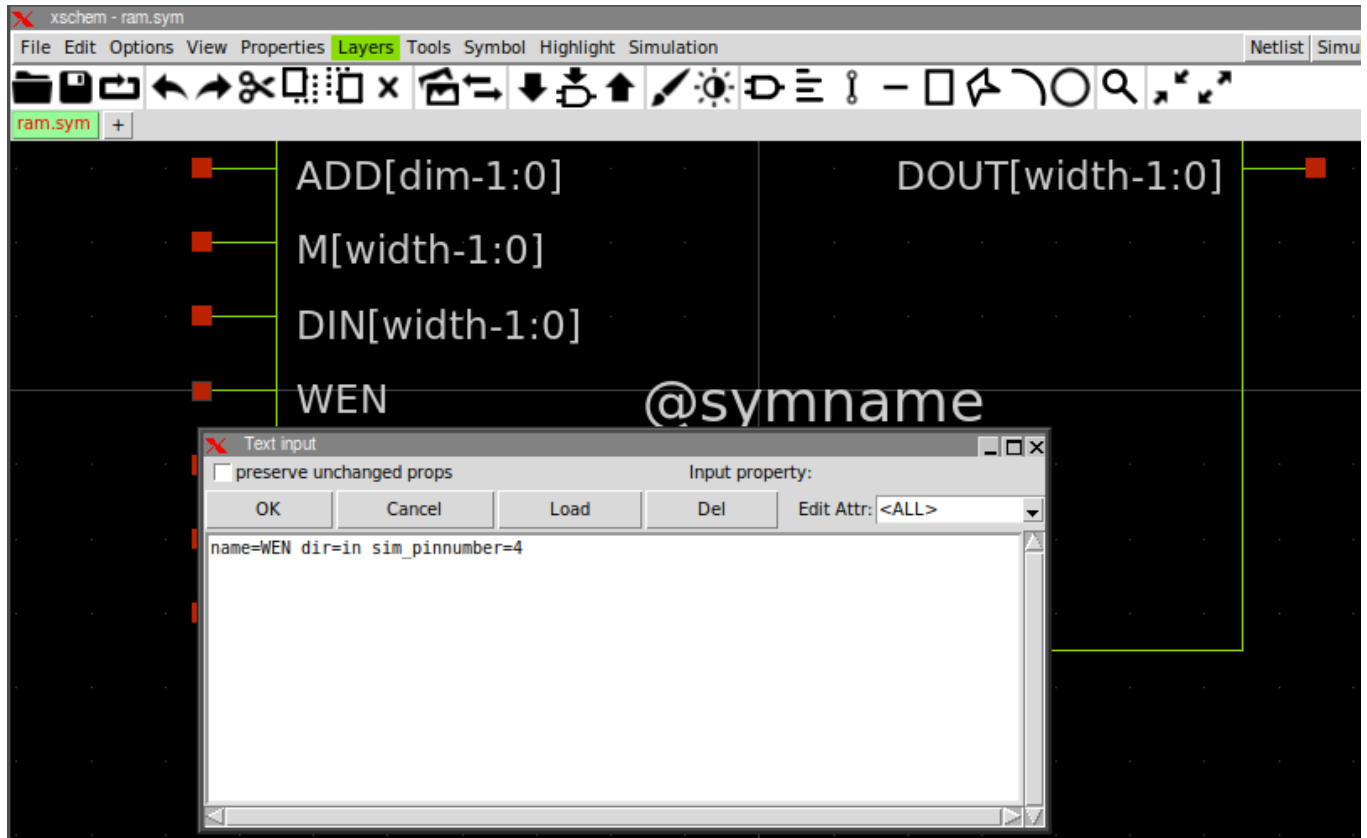 xschem - ram.sym
File Edit Options View Properties Layers Tools Symbol Highlight Simulation Netlist Simu
ram.sym +
ADD[dim-1:0] DOUT[width-1:0]
M[width-1:0]
DIN[width-1:0]
WEN @symname
Text input
preserve unchanged props Input property:
OK Cancel Load Del Edit Attr: <ALL>
name=WEN dir=in sim_pinnumber=4